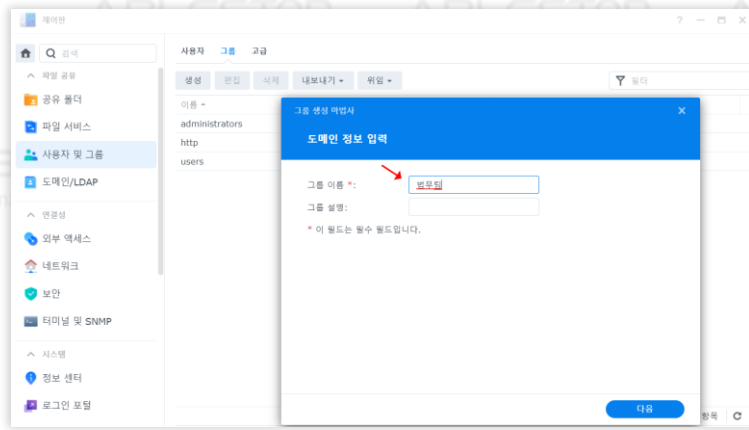 제어판
검색
파일 공유
공유 폴더
파일 서비스
사용자 및 그룹
도메인/LDAP
연결성
외부 액세스
네트워크
보안
터미널 및 SNMP
시스템
정보 센터
로그인 포털
사용자 그룹 고급
생성 편집 삭제 내보내기 위임
필터
이름
administrators
http
users
그룹 생성 마법사
도메인 정보 입력
그룹 이름 *:
법무팀
그룹 설명:
* 이 필드는 필수 필드입니다.
다음
항목